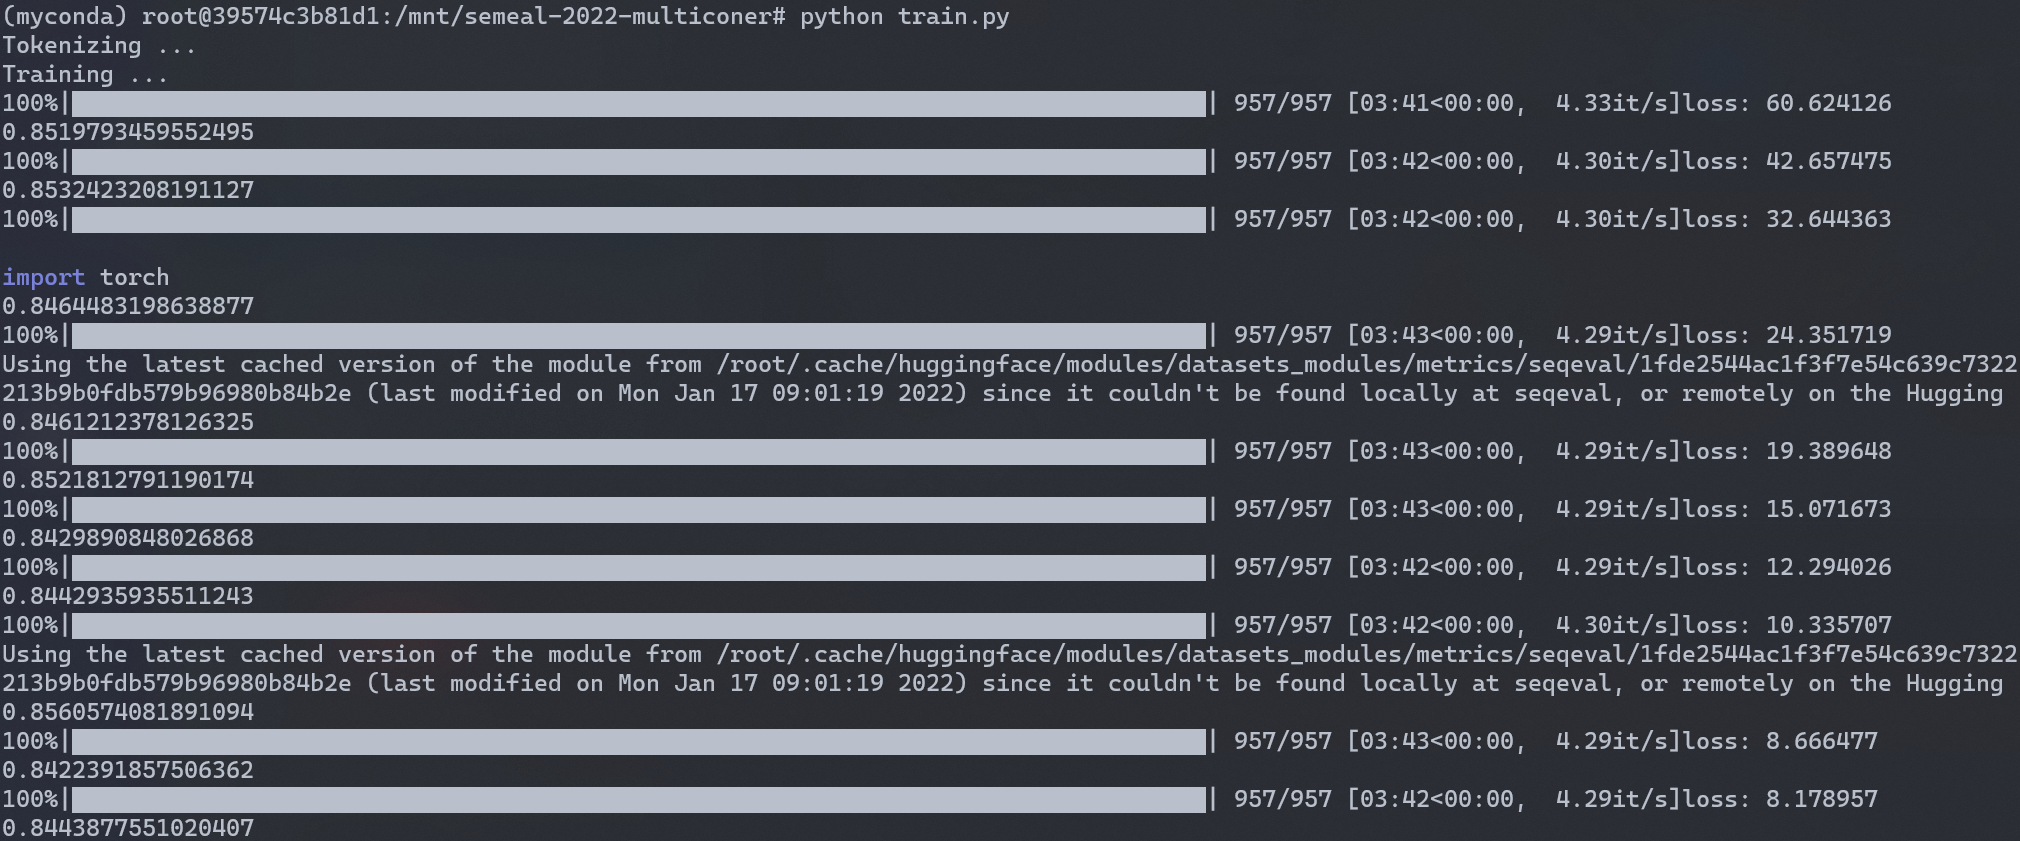 (myconda) root@39574c3b81d1:/mnt/semeal-2022-multiconer# python train.py
Tokenizing ...
Training ...
100%| | 957/957 [03:41<00:00, 4.33it/s]loss: 60.624126
0.8519793459552495
100%| | 957/957 [03:42<00:00, 4.30it/s]loss: 42.657475
0.8532423208191127
100%| | 957/957 [03:42<00:00, 4.30it/s]loss: 32.644363
import torch
0.8464483198638877
100%| | 957/957 [03:43<00:00, 4.29it/s]loss: 24.351719
Using the latest cached version of the module from /root/.cache/huggingface/modules/datasets_modules/metrics/seqeval/1fde2544ac1f3f7e54c639c7322
213b9b0fdb579b96980b84b2e (last modified on Mon Jan 17 09:01:19 2022) since it couldn't be found locally at seqeval, or remotely on the Hugging
0.8461212378126325
100%| | 957/957 [03:43<00:00, 4.29it/s]loss: 19.389648
0.8521812791190174
100%| | 957/957 [03:43<00:00, 4.29it/s]loss: 15.071673
0.8429890848026868
100%| | 957/957 [03:42<00:00, 4.29it/s]loss: 12.294026
0.8442935935511243
100%| | 957/957 [03:42<00:00, 4.30it/s]loss: 10.335707
Using the latest cached version of the module from /root/.cache/huggingface/modules/datasets_modules/metrics/seqeval/1fde2544ac1f3f7e54c639c7322
213b9b0fdb579b96980b84b2e (last modified on Mon Jan 17 09:01:19 2022) since it couldn't be found locally at seqeval, or remotely on the Hugging
0.8560574081891094
100%| | 957/957 [03:43<00:00, 4.29it/s]loss: 8.666477
0.8422391857506362
100%| | 957/957 [03:42<00:00, 4.29it/s]loss: 8.178957
0.8443877551020407